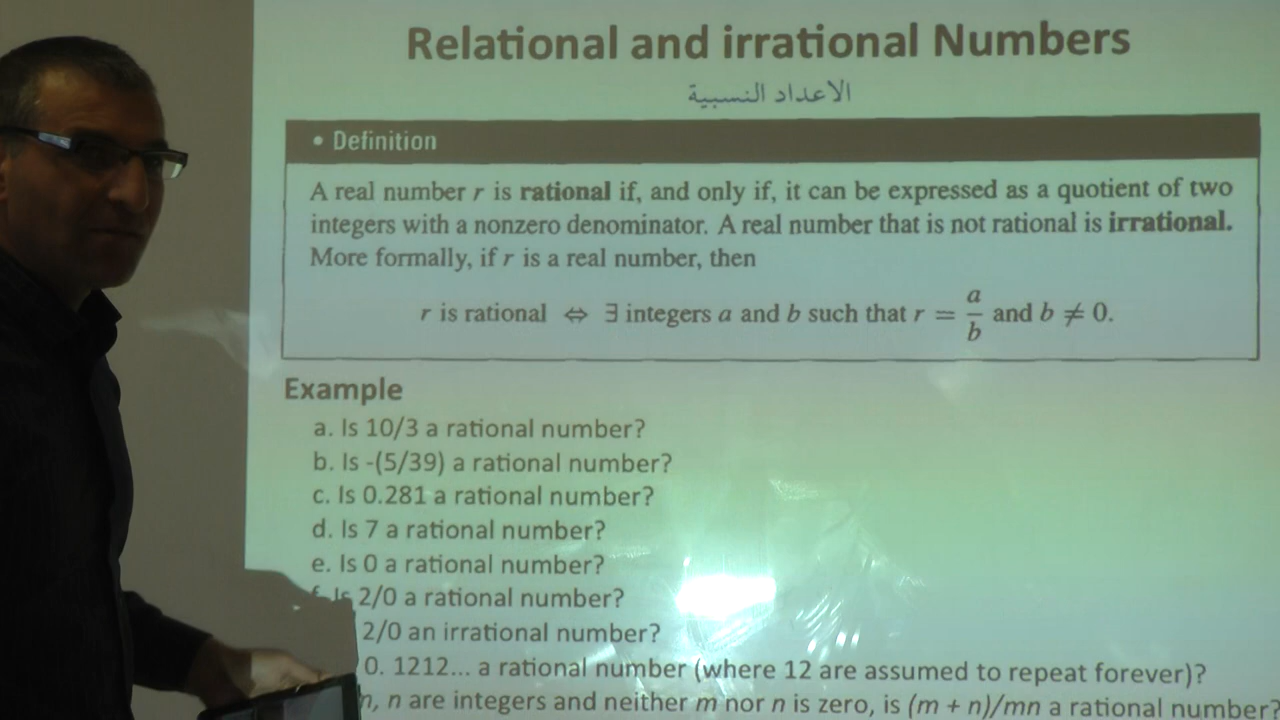 Relational and irrational Numbers
الاعداد النسبية
• Definition
A real number r is rational if, and only if, it can be expressed as a quotient of two
integers with a nonzero denominator. A real number that is not rational is irrational.
More formally, if r is a real number, then
r is rational ⇔ ∃ integers a and b such that r = a/b and b ≠ 0.
Example
a. Is 10/3 a rational number?
b. Is -(5/39) a rational number?
c. Is 0.281 a rational number?
d. Is 7 a rational number?
e. Is 0 a rational number?
Is 2/0 a rational number?
2/0 an irrational number?
0. 1212... a rational number (where 12 are assumed to repeat forever)?
n are integers and neither m nor n is zero, is (m + n)/mn a rational number?